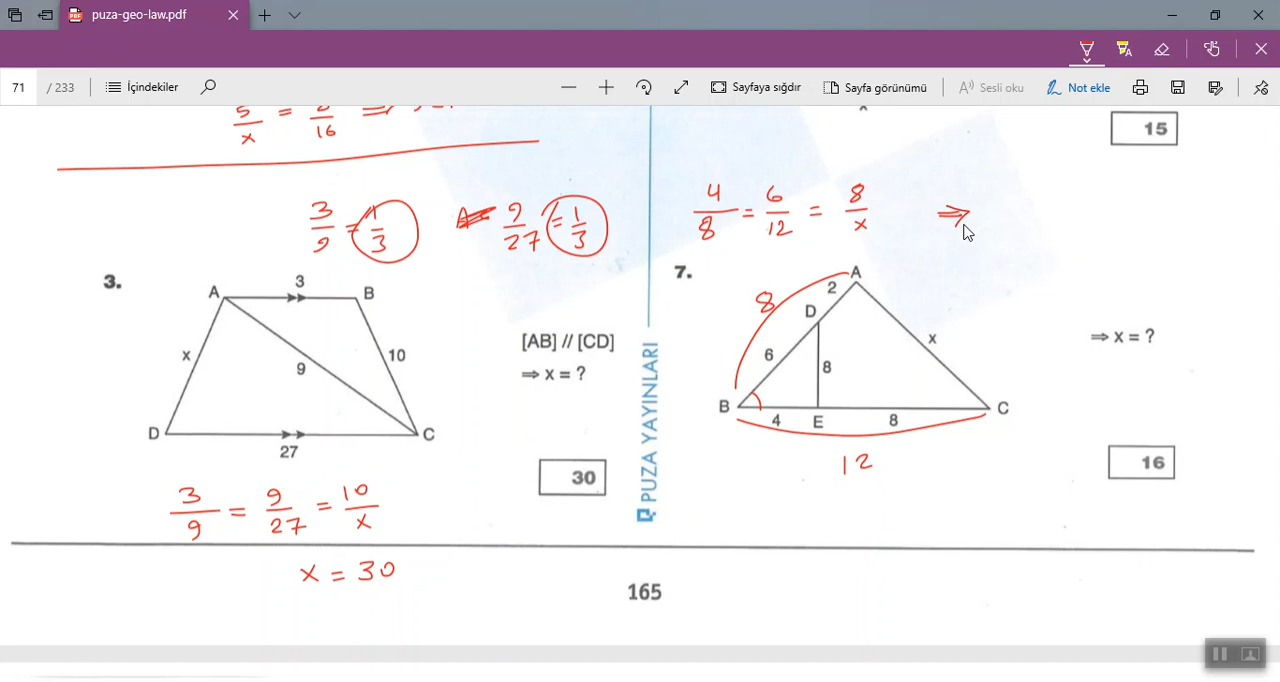 puza-geo-law.pdf
71 / 233 İçindekiler Sayfaya sığdır Sayfa görünümü Sesli oku Not ekle
5/x = /16 ⇒
15
3/9 = 1/3 9/27 = 1/3
4/8 = 6/12 = 8/x ⇒
3.
A 3 B
x 9 10
D 27 C
[AB] // [CD]
⇒ x = ?
30
3/9 = 9/27 = 10/x
x = 30
PUZA YAYINLARI
7.
A
8 2
D
6 8 x
B 4 E 8 C
12
⇒ x = ?
16
165